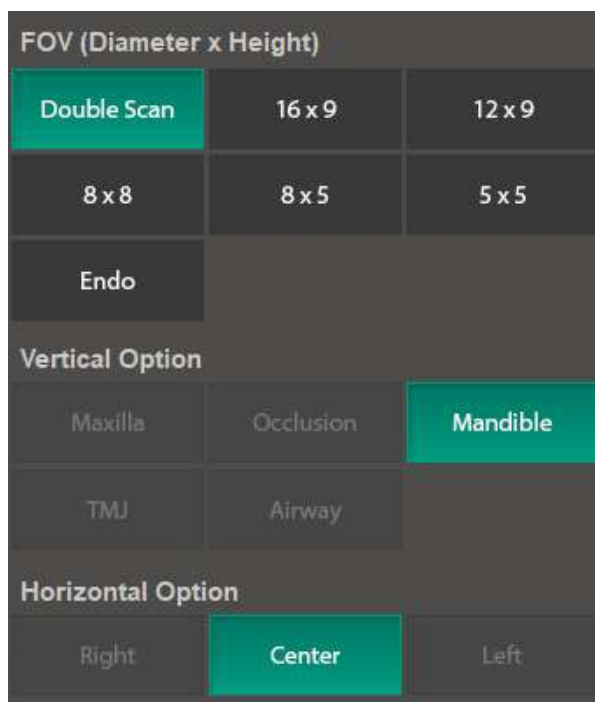 FOV (Diameter x Height)
Double Scan 16 x 9 12 x 9
8 x 8 8 x 5 5 x 5
Endo
Vertical Option
Maxilla Occlusion Mandible
TMJ Airway
Horizontal Option
Right Center Left